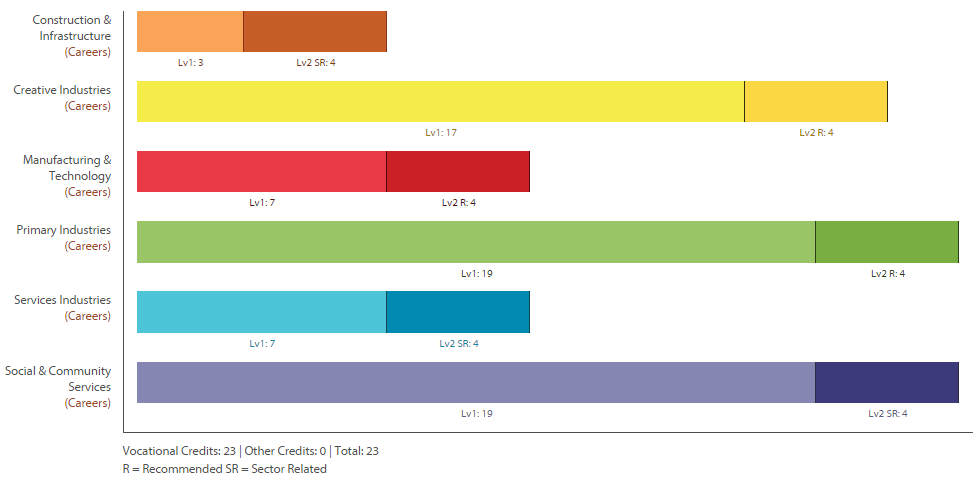 Construction &
Infrastructure
(Careers)
Lv1: 3
Lv2 SR: 4
Creative Industries
(Careers)
Lv1: 17
Lv2 R: 4
Manufacturing &
Technology
(Careers)
Lv1: 7
Lv2 R: 4
Primary Industries
(Careers)
Lv1: 19
Lv2 R: 4
Services Industries
(Careers)
Lv1: 7
Lv2 SR: 4
Social & Community
Services
(Careers)
Lv1: 19
Lv2 SR: 4
Vocational Credits: 23 | Other Credits: 0 | Total: 23
R = Recommended SR = Sector Related